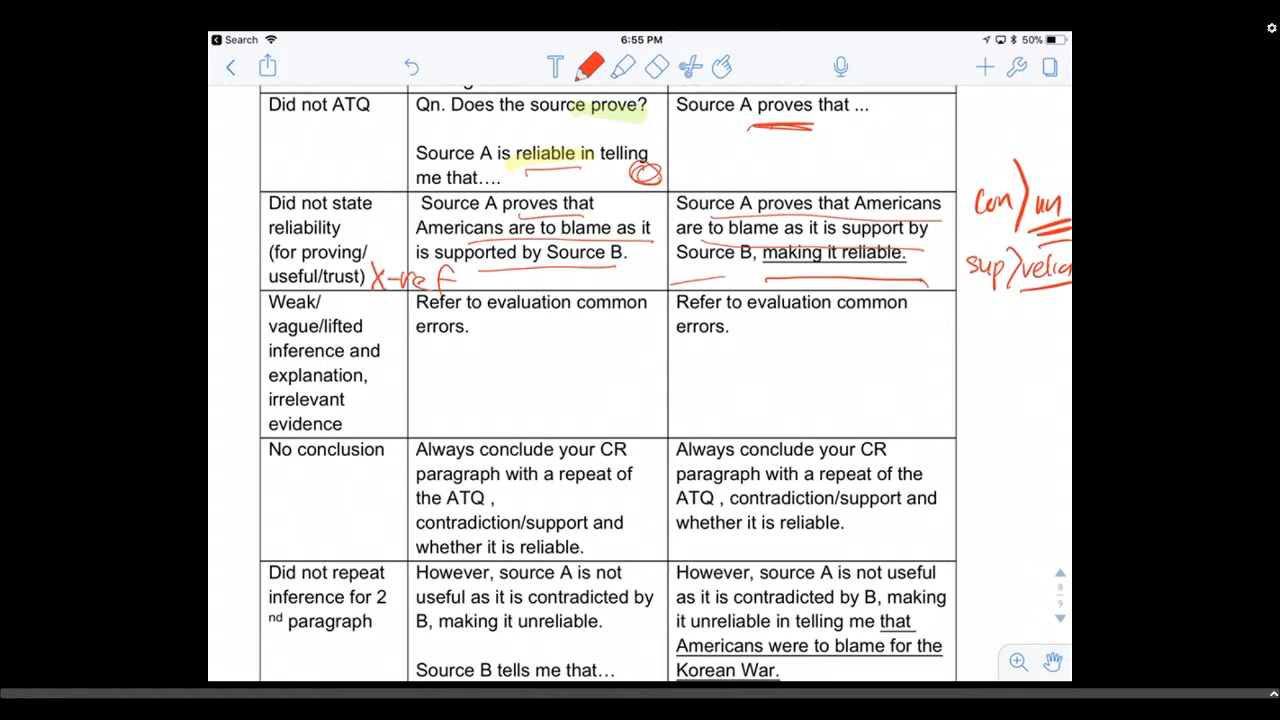 Search
6:55 PM
50%
Did not ATQ
Qn. Does the source prove?
Source A is reliable in telling
me that….
Source A proves that ...
Did not state
reliability
(for proving/
useful/trust)
X-ref
Source A proves that
Americans are to blame as it
is supported by Source B.
Source A proves that Americans
are to blame as it is support by
Source B, making it reliable.
con
un
sup
Weak/
vague/lifted
inference and
explanation,
irrelevant
evidence
Refer to evaluation common
errors.
Refer to evaluation common
errors.
No conclusion
Always conclude your CR
paragraph with a repeat of
the ATQ ,
contradiction/support and
whether it is reliable.
Always conclude your CR
paragraph with a repeat of the
ATQ , contradiction/support and
whether it is reliable.
Did not repeat
inference for 2
nd paragraph
However, source A is not
useful as it is contradicted by
B, making it unreliable.
Source B tells me that…
However, source A is not useful
as it is contradicted by B, making
it unreliable in telling me that
Americans were to blame for the
Korean War.
8
9